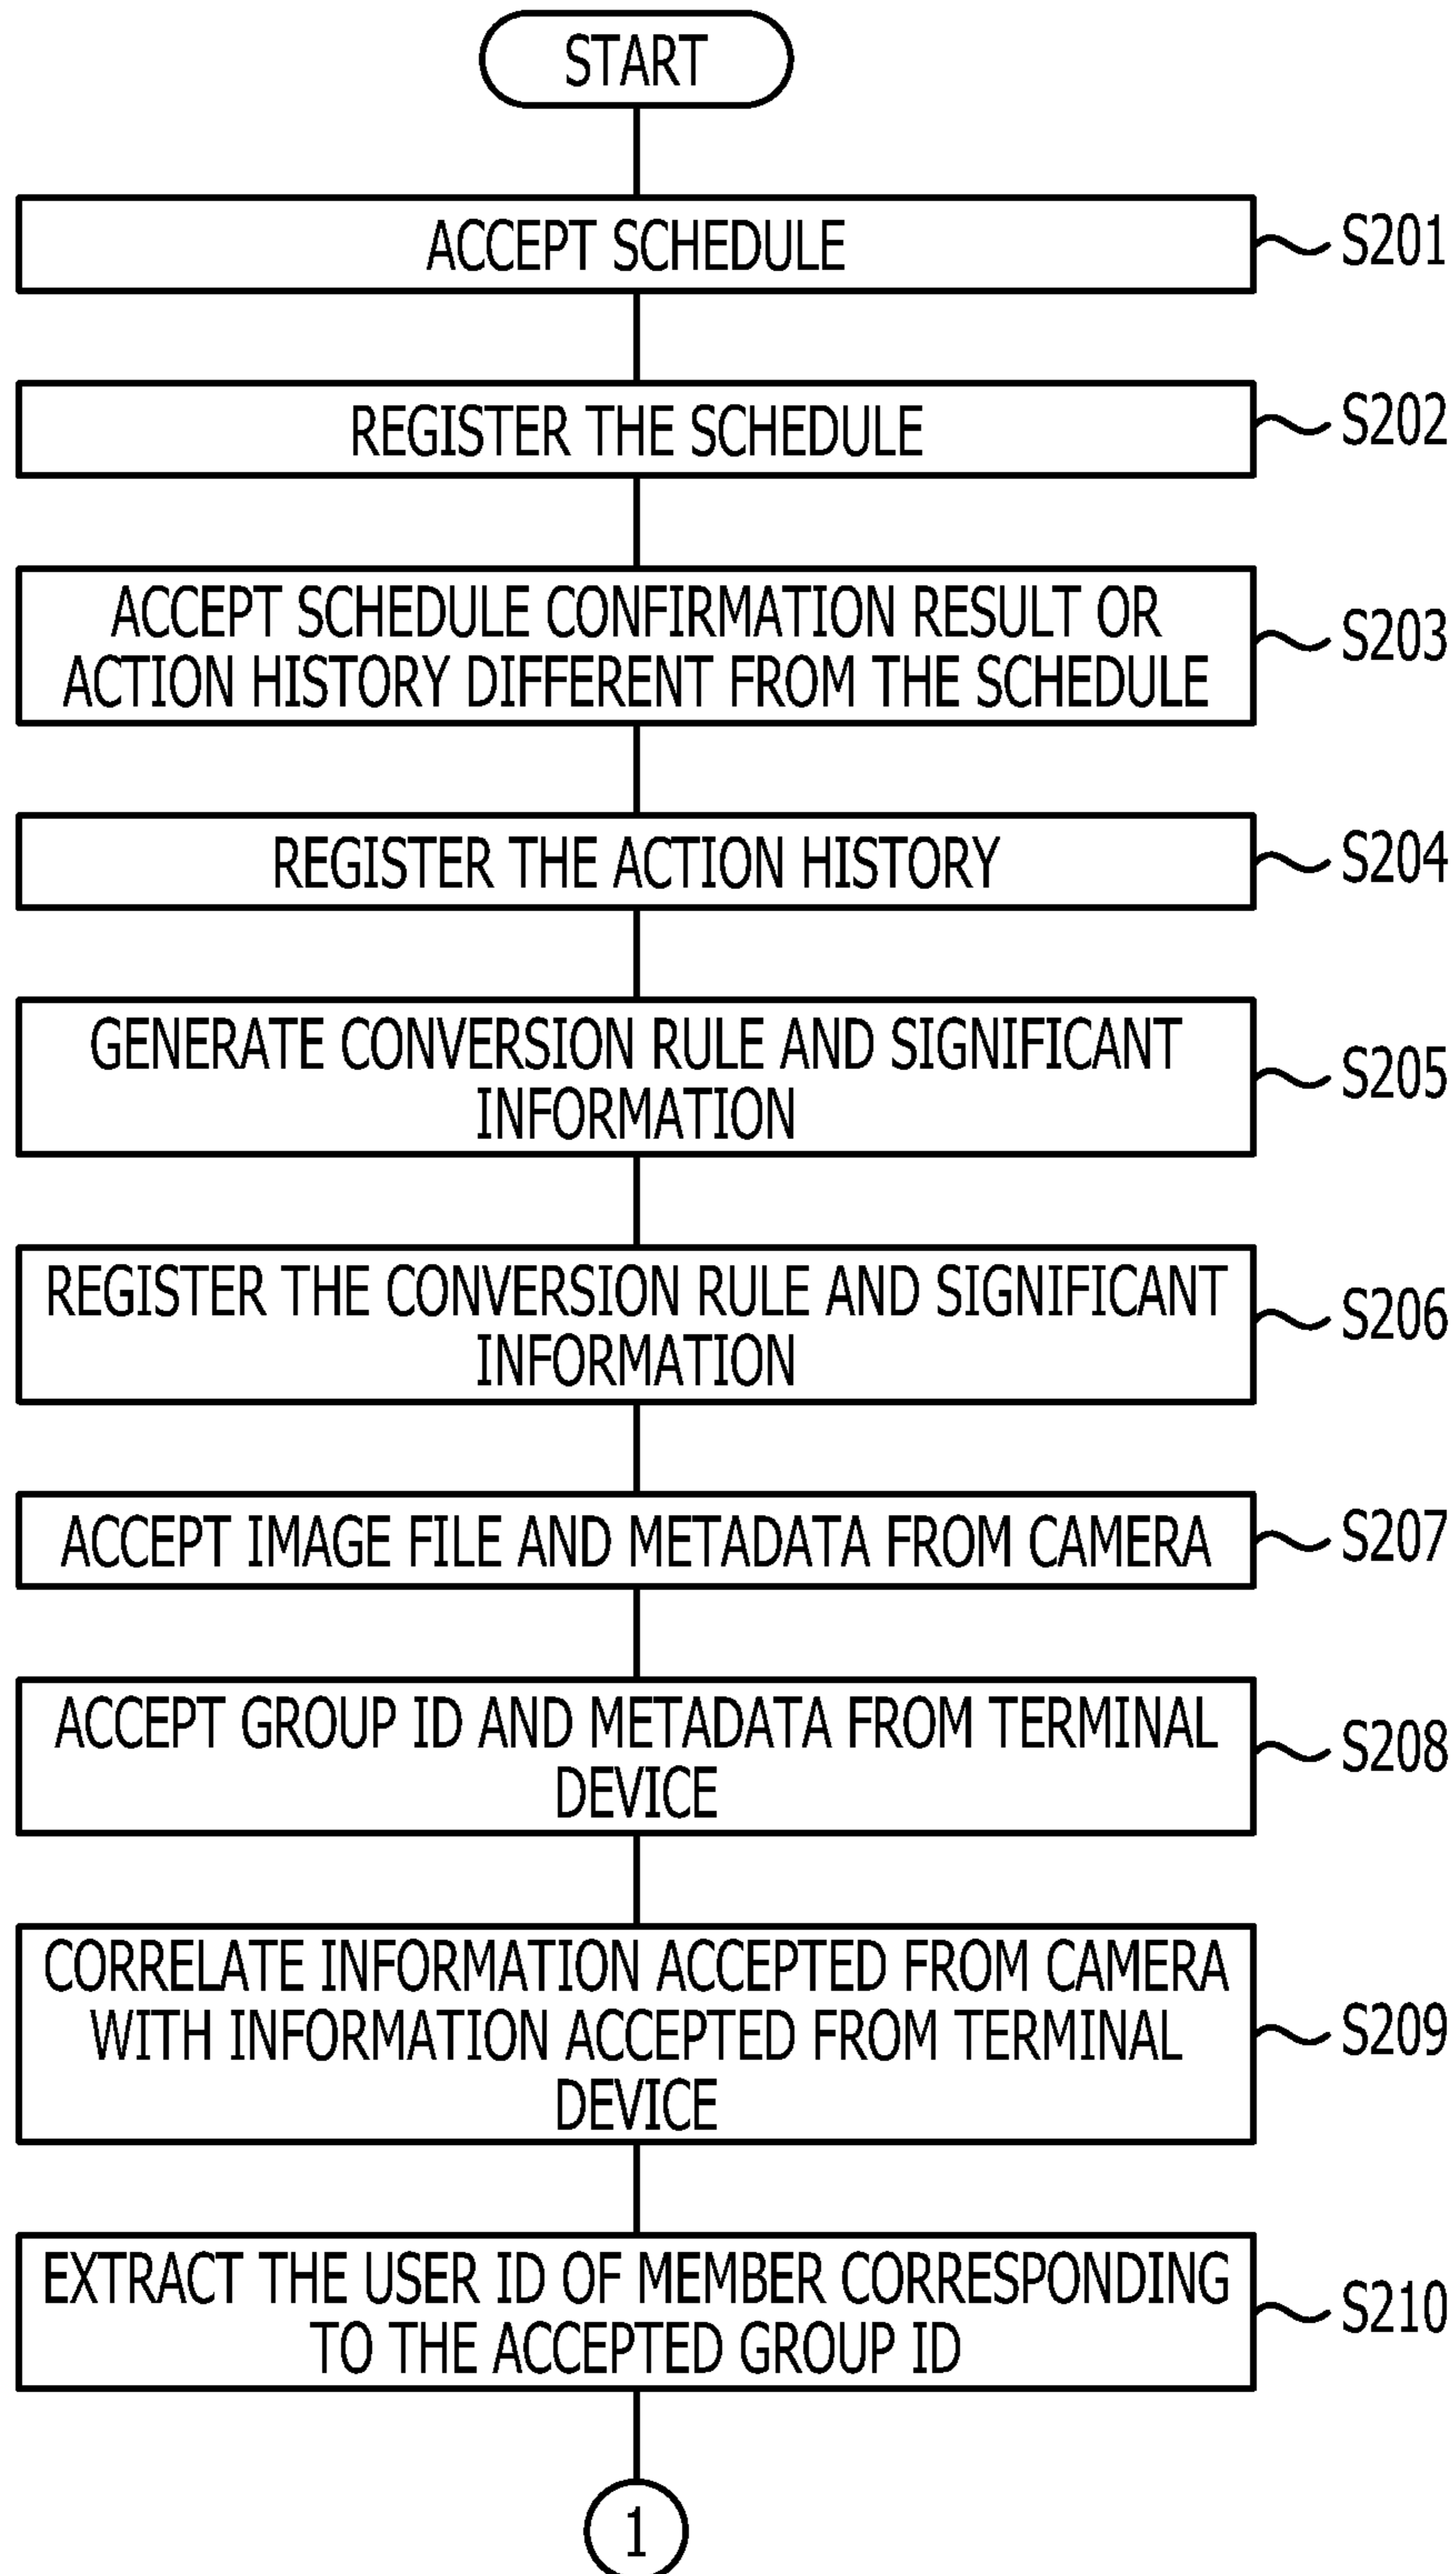 START
ACCEPT SCHEDULE
S201
REGISTER THE SCHEDULE
S202
ACCEPT SCHEDULE CONFIRMATION RESULT OR
ACTION HISTORY DIFFERENT FROM THE SCHEDULE
S203
REGISTER THE ACTION HISTORY
S204
GENERATE CONVERSION RULE AND SIGNIFICANT
INFORMATION
S205
REGISTER THE CONVERSION RULE AND SIGNIFICANT
INFORMATION
S206
ACCEPT IMAGE FILE AND METADATA FROM CAMERA
S207
ACCEPT GROUP ID AND METADATA FROM TERMINAL
DEVICE
S208
CORRELATE INFORMATION ACCEPTED FROM CAMERA
WITH INFORMATION ACCEPTED FROM TERMINAL
DEVICE
S209
EXTRACT THE USER ID OF MEMBER CORRESPONDING
TO THE ACCEPTED GROUP ID
S210
1